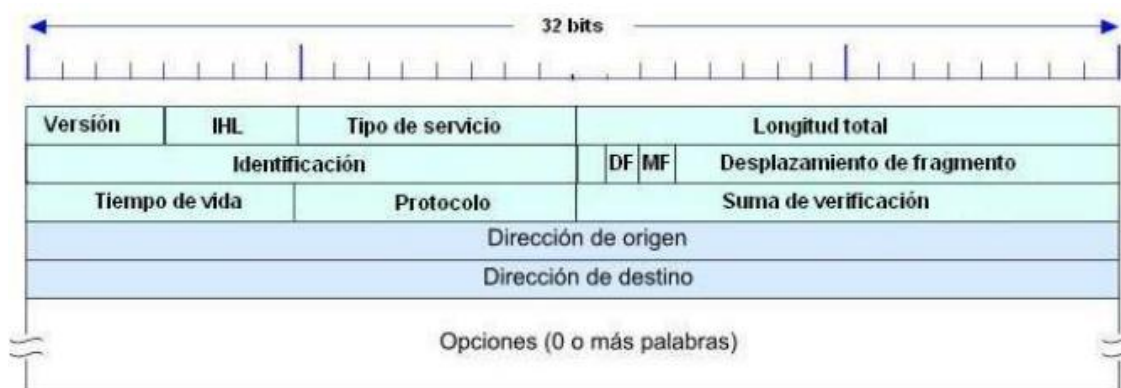 32 bits
Versión IHL Tipo de servicio Longitud total
Identificación DF MF Desplazamiento de fragmento
Tiempo de vida Protocolo Suma de verificación
Dirección de origen
Dirección de destino
Opciones (0 o más palabras)